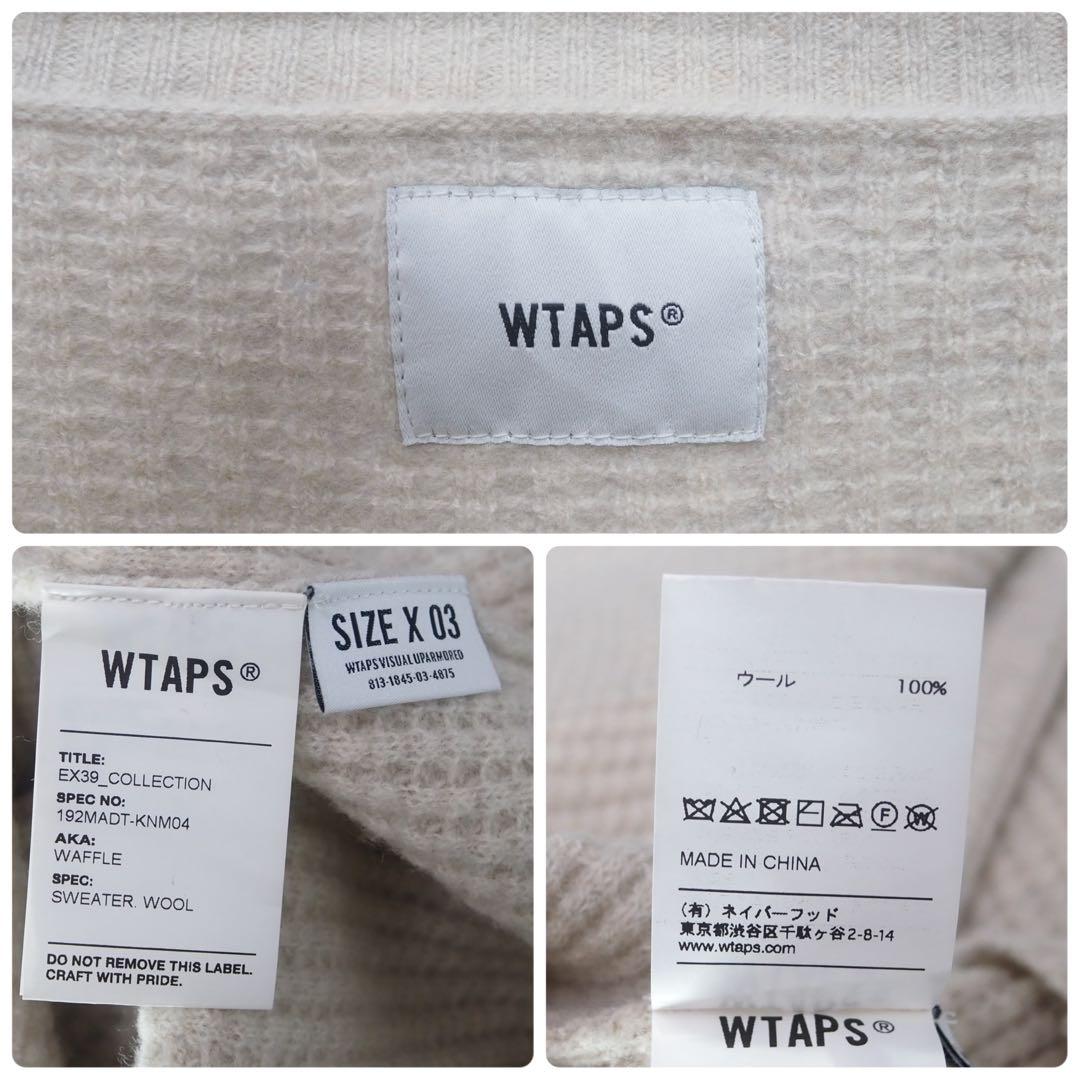 WTAPS®
WTAPS®
TITLE:
EX39_COLLECTION
SPEC NO:
192MADT-KNM04
AKA:
WAFFLE
SPEC:
SWEATER. WOOL
DO NOT REMOVE THIS LABEL.
CRAFT WITH PRIDE.
SIZE X 03
WTAPSVISUALUPARMORED
813-1845-03-4875
ウール 100%
F W
MADE IN CHINA
(有) ネイバーフッド
東京都渋谷区千駄ヶ谷2-8-14
www.wtaps.com
WTAPS®